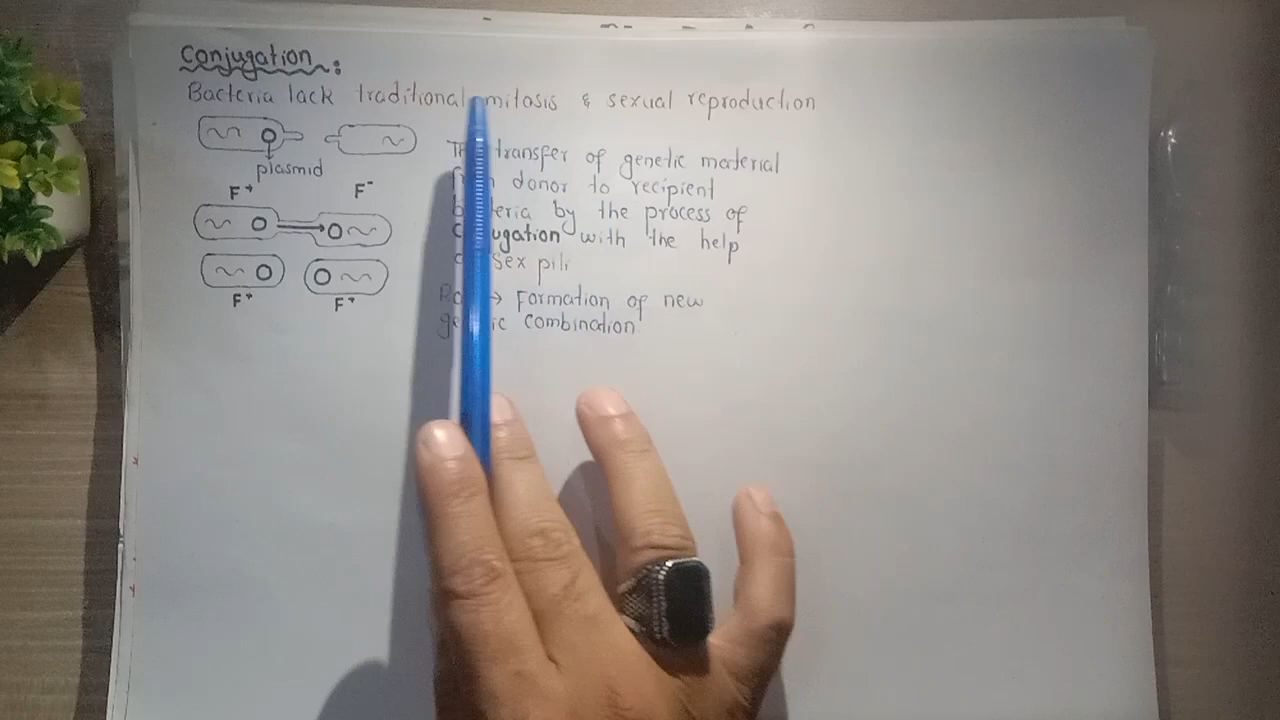 Conjugation :
Bacteria lack traditional mitosis & sexual reproduction
plasmid
F+ F-
F+ F+
transfer of genetic material
donor to recipient
by the process of
with the help
sex pili
→ Formation of new
combination